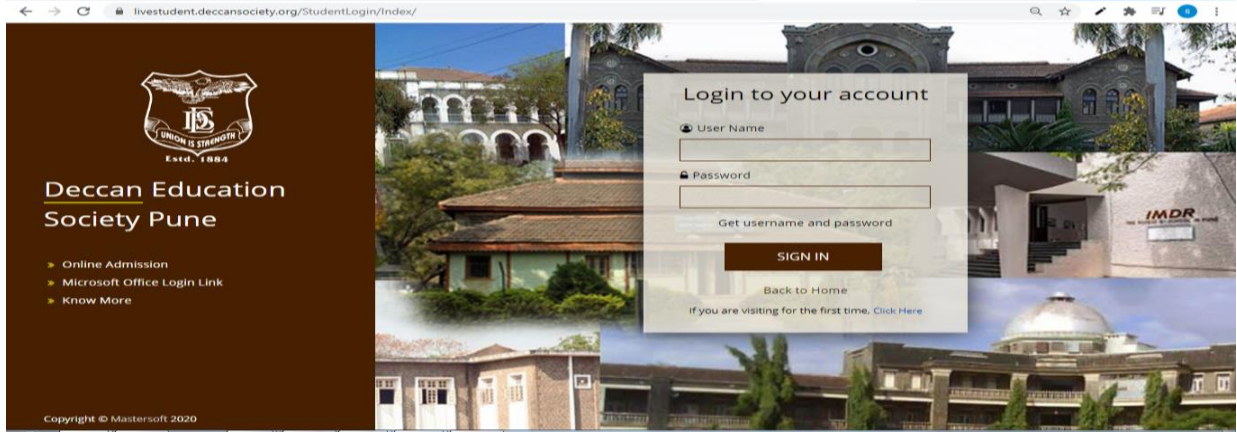 livestudent.deccansociety.org/StudentLogin/Index/
UNION IS STRENGTH
Estd. 1884
Deccan Education
Society Pune
» Online Admission
» Microsoft Office Login Link
» Know More
Copyright © Mastersoft 2020
Login to your account
User Name
Password
Get username and password
SIGN IN
Back to Home
If you are visiting for the first time, Click Here
IMDR